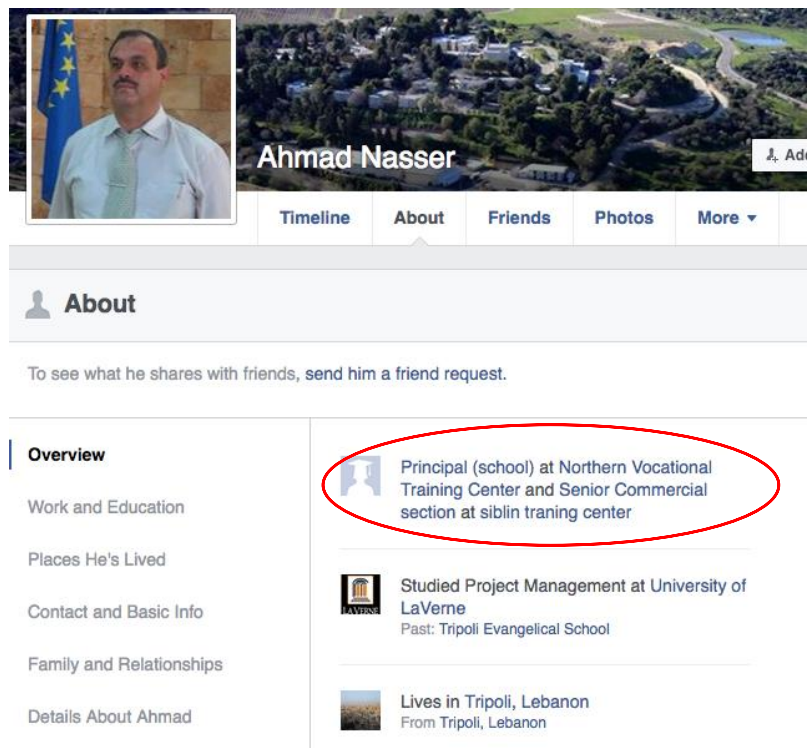 Ahmad Nasser
Add
Timeline About Friends Photos More
About
To see what he shares with friends, send him a friend request.
Overview
Work and Education
Places He's Lived
Contact and Basic Info
Family and Relationships
Details About Ahmad
Principal (school) at Northern Vocational
Training Center and Senior Commercial
section at siblin traning center
LAVERNE
Studied Project Management at University of
LaVerne
Past: Tripoli Evangelical School
Lives in Tripoli, Lebanon
From Tripoli, Lebanon